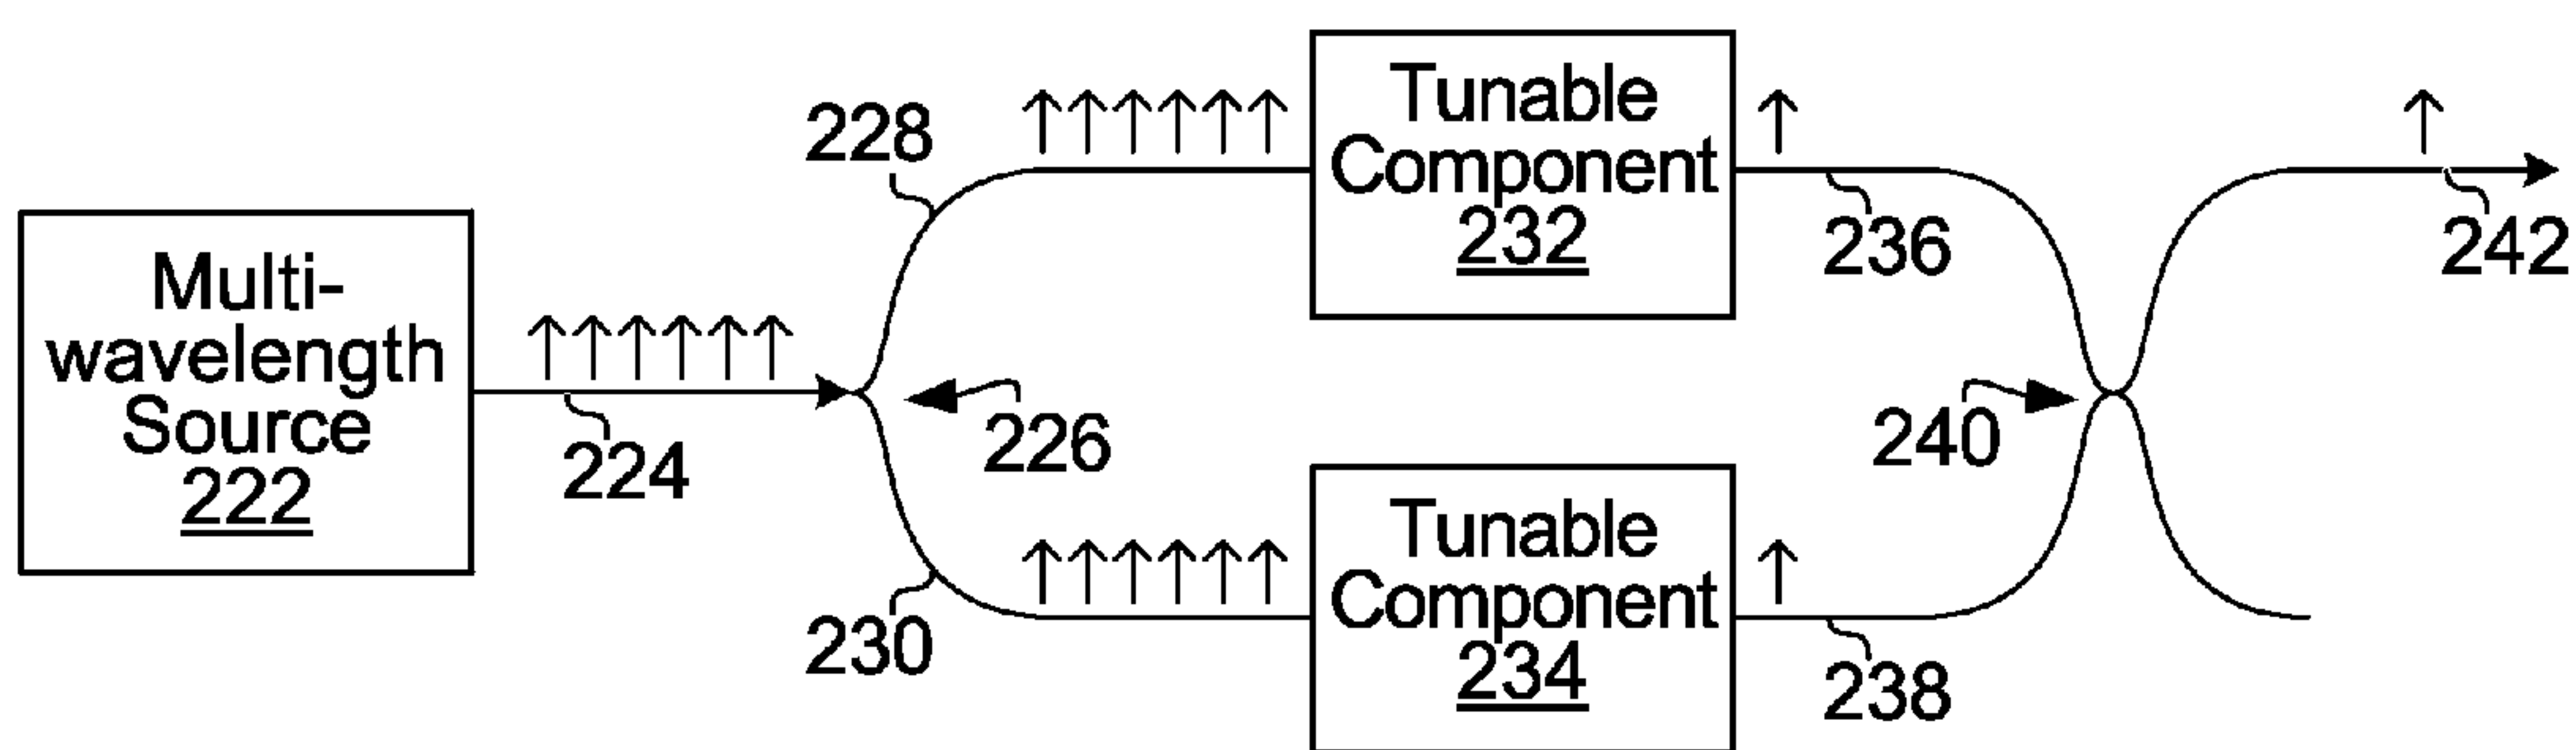 Multi-
wavelength
Source
222
224
226
228
230
Tunable
Component
232
Tunable
Component
234
236
238
240
242